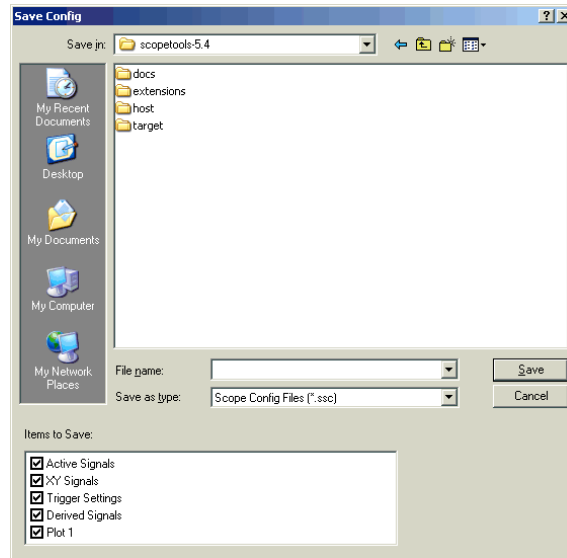 Save Config
Save in: scopetools-5.4
docs
extensions
host
target
My Recent
Documents
Desktop
My Documents
My Computer
My Network
Places
File name:
Save
Save as type: Scope Config Files (*.ssc)
Cancel
Items to Save:
Active Signals
XY Signals
Trigger Settings
Derived Signals
Plot 1